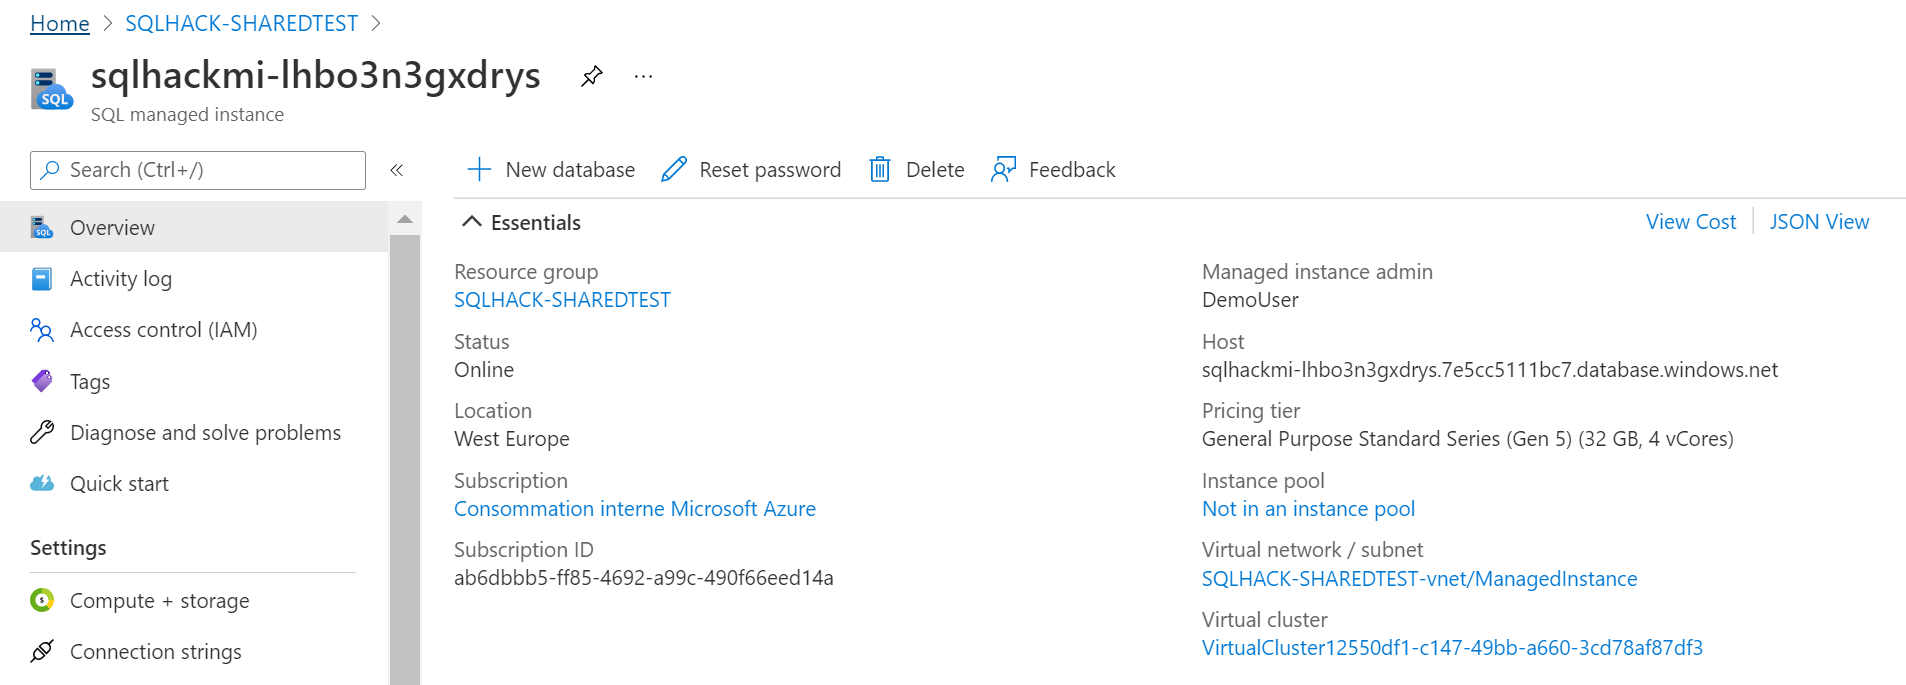 Home > SQLHACK-SHAREDTEST >
sqlhackmi-lhbo3n3gxdrys ...
SQL
SQL managed instance
Search (Ctrl+/) «
New database Reset password Delete Feedback
Overview
Activity log
Access control (IAM)
Tags
Diagnose and solve problems
Quick start
Settings
Compute + storage
Connection strings
Essentials View Cost | JSON View
Resource group
SQLHACK-SHAREDTEST
Status
Online
Location
West Europe
Subscription
Consommation interne Microsoft Azure
Subscription ID
ab6dbbb5-ff85-4692-a99c-490f66eed14a
Managed instance admin
DemoUser
Host
sqlhackmi-lhbo3n3gxdrys.7e5cc5111bc7.database.windows.net
Pricing tier
General Purpose Standard Series (Gen 5) (32 GB, 4 vCores)
Instance pool
Not in an instance pool
Virtual network / subnet
SQLHACK-SHAREDTEST-vnet/ManagedInstance
Virtual cluster
VirtualCluster12550df1-c147-49bb-a660-3cd78af87df3